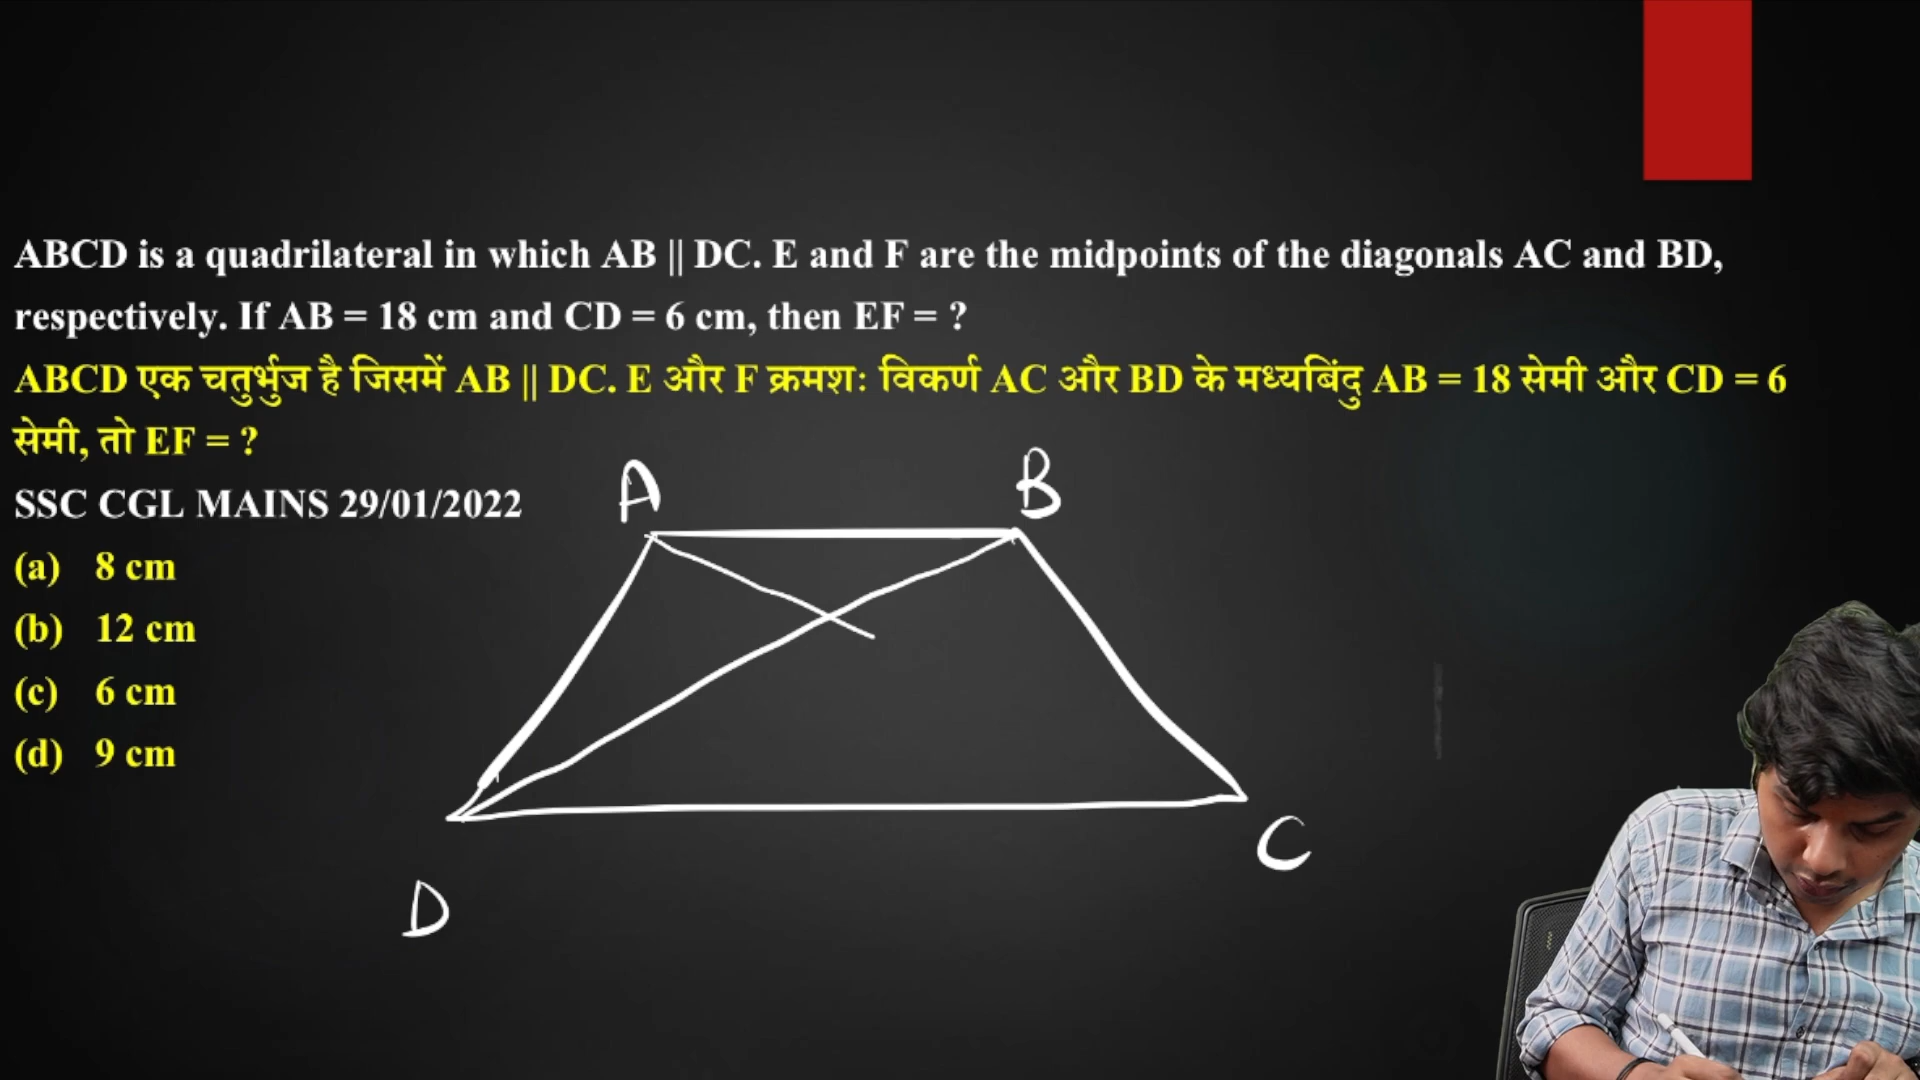 ABCD is a quadrilateral in which AB || DC. E and F are the midpoints of the diagonals AC and BD,
respectively. If AB = 18 cm and CD = 6 cm, then EF = ?
ABCD एक चतुर्भुज है जिसमें AB || DC. E और F क्रमश: विकर्ण AC और BD के मध्यबिंदु AB = 18 सेमी और CD = 6
सेमी, तो EF = ?
SSC CGL MAINS 29/01/2022
(a) 8 cm
(b) 12 cm
(c) 6 cm
(d) 9 cm
A
B
C
D